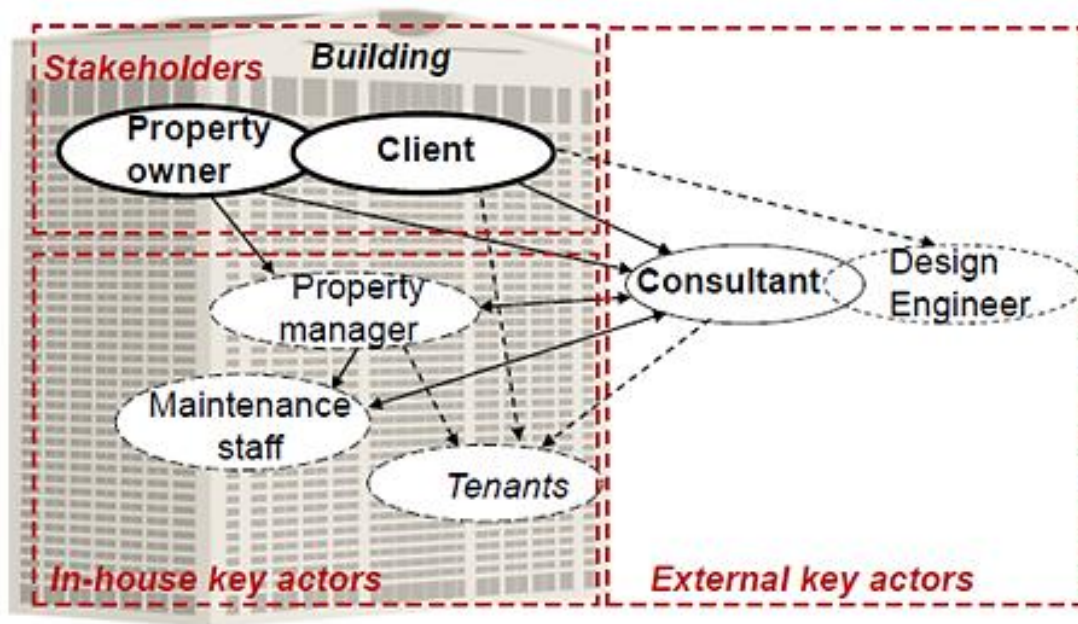 Building
Stakeholders
Property
owner
Client
Consultant
Design
Engineer
Property
manager
Maintenance
staff
Tenants
In-house key actors
External key actors